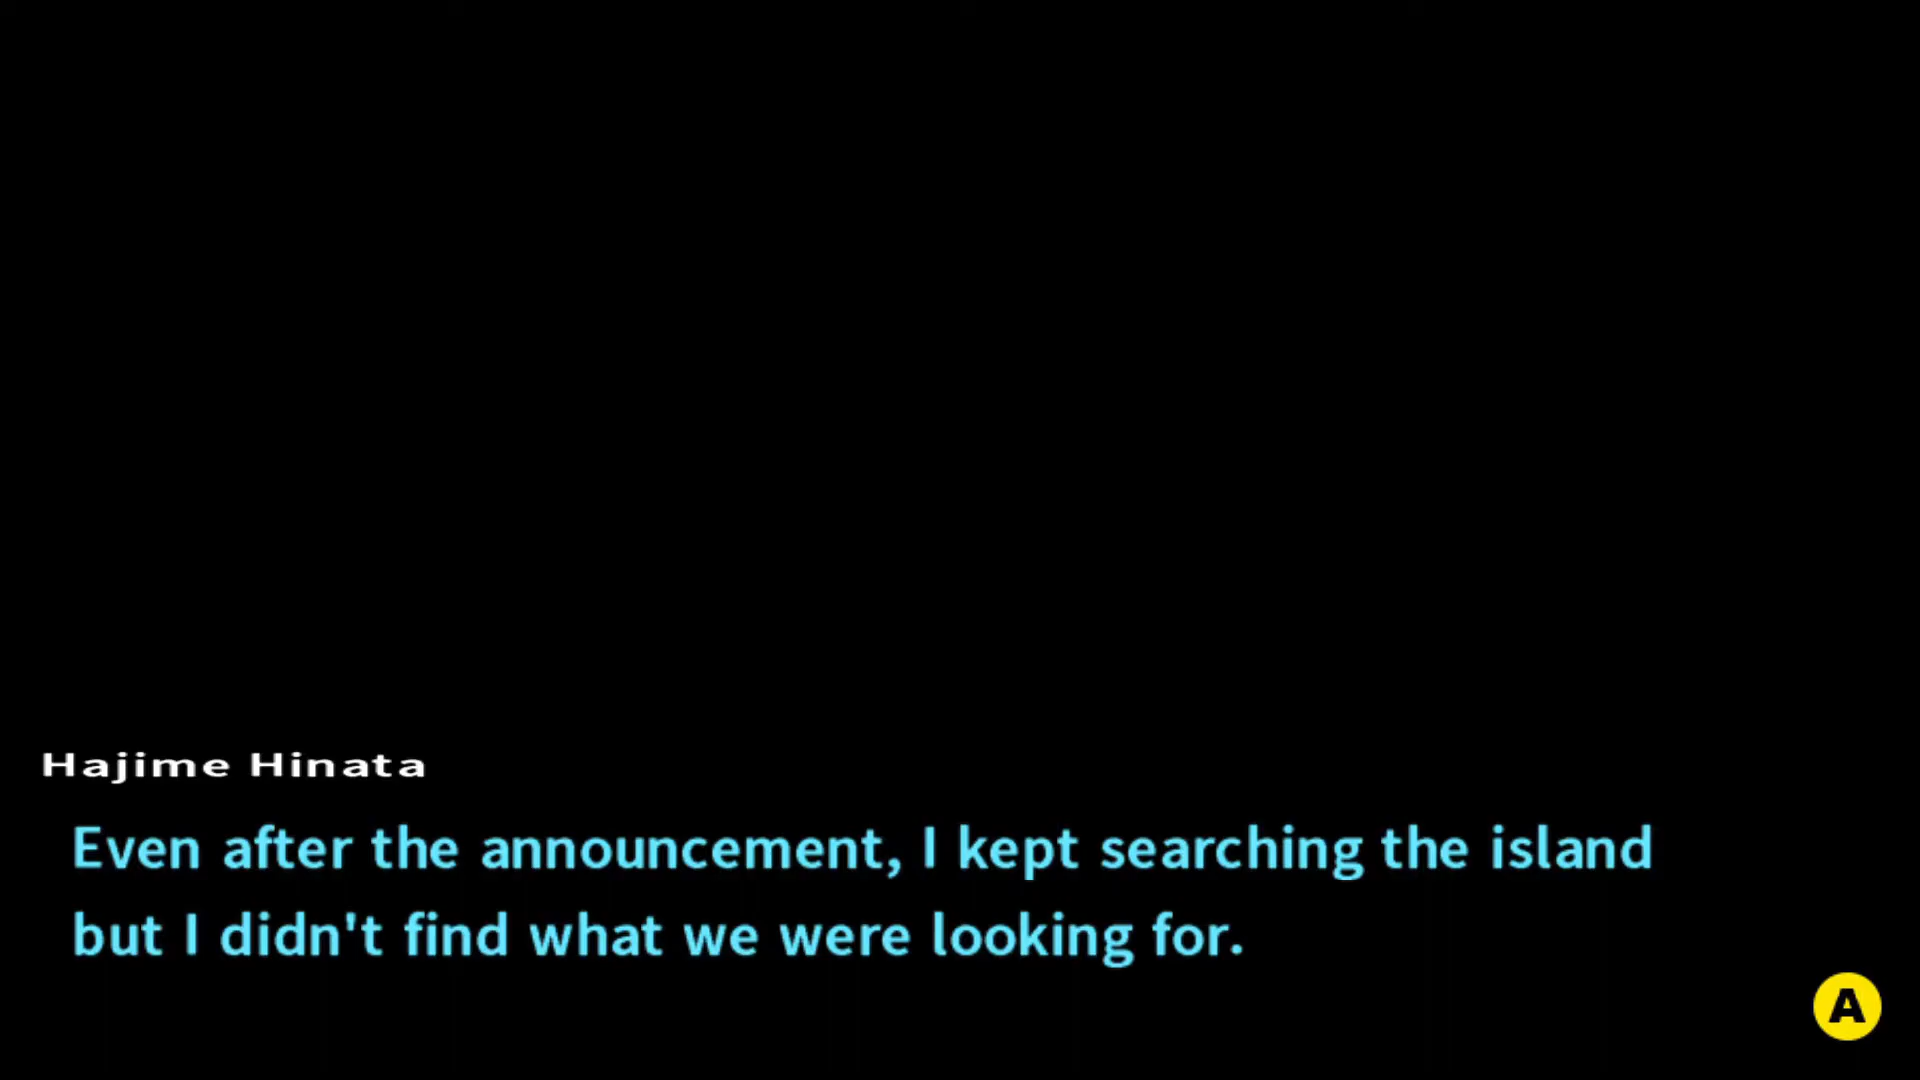 Hajime Hinata
Even after the announcement, I kept searching the island
but I didn't find what we were looking for.
A